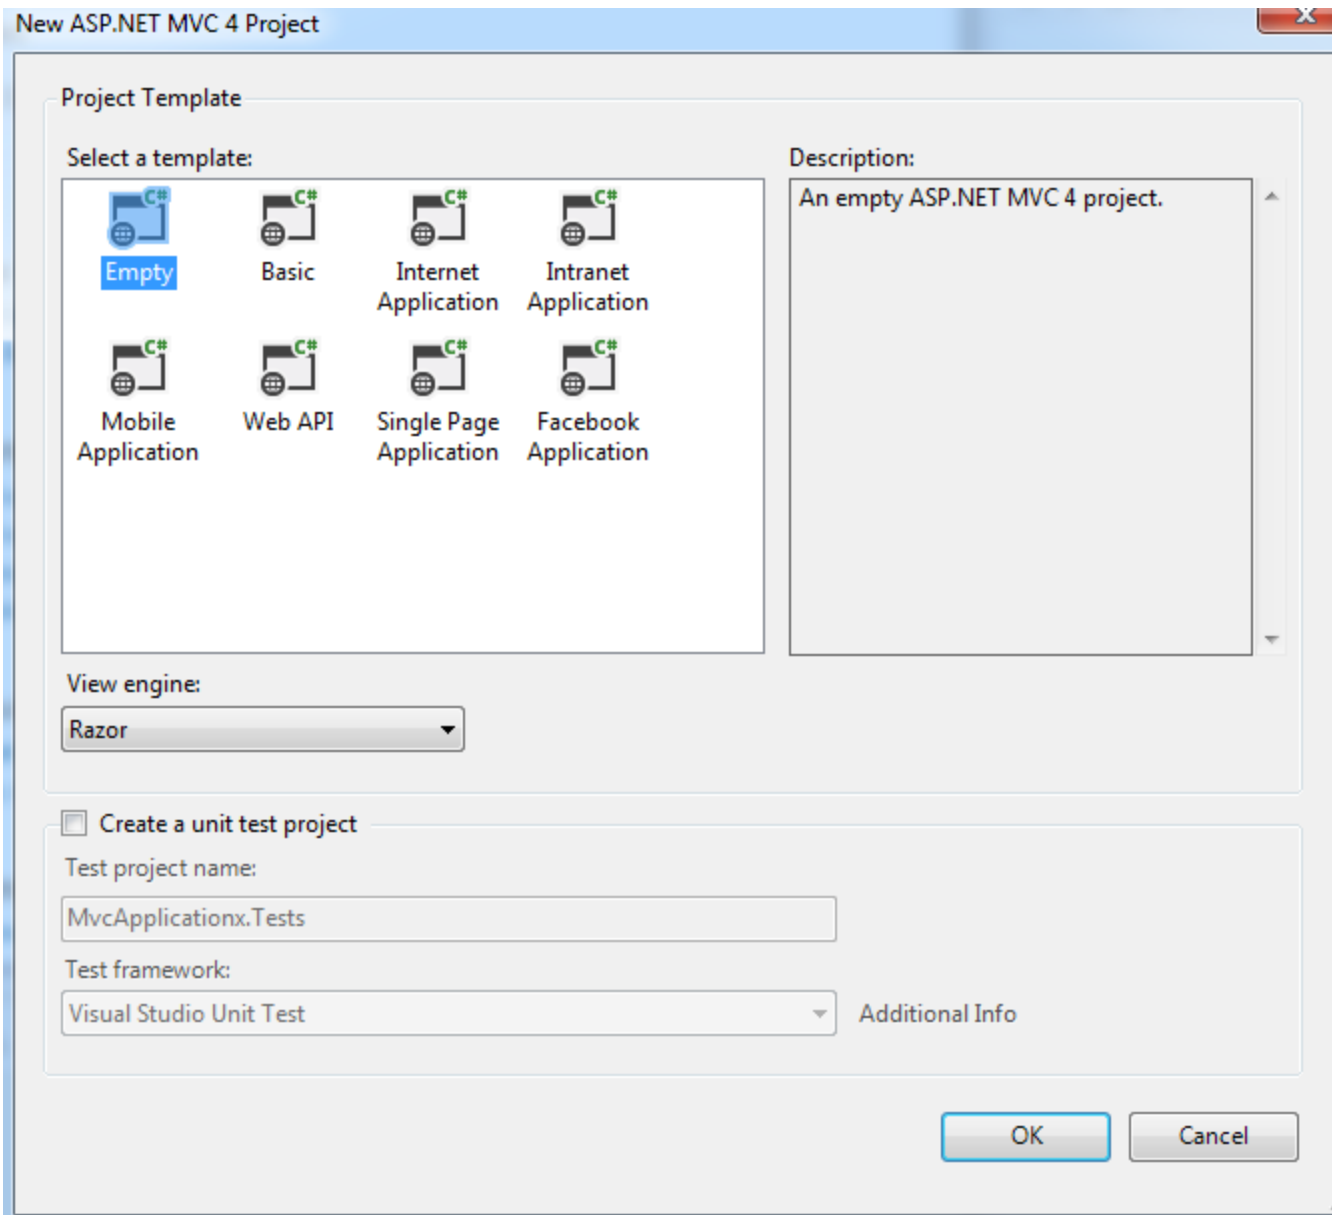 New ASP.NET MVC 4 Project
x
Project Template
Select a template:
Description:
C# C# C# C#
Empty Basic Internet Application Intranet Application
C# C# C# C#
Mobile Application Web API Single Page Application Facebook Application
An empty ASP.NET MVC 4 project.
View engine:
Razor
Create a unit test project
Test project name:
MvcApplicationx.Tests
Test framework:
Visual Studio Unit Test
Additional Info
OK
Cancel